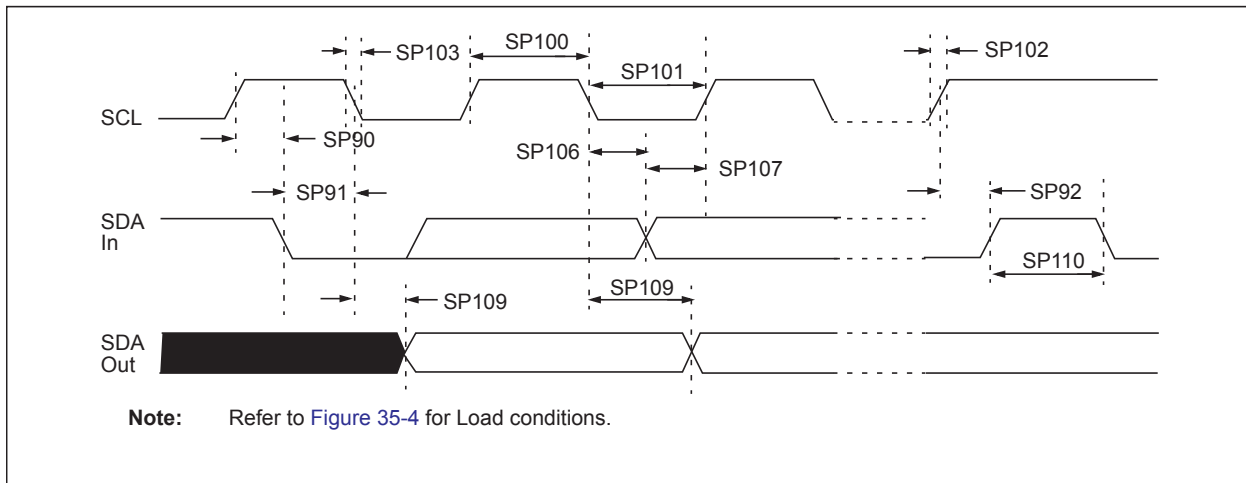 SP103
SP100
SP102
SP101
SCL
SP90
SP106
SP107
SP91
SP92
SDA
In
SP110
SP109
SP109
SDA
Out
Note: Refer to Figure 35-4 for Load conditions.